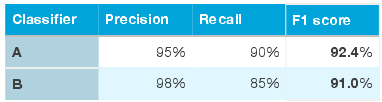 Classifier Precision Recall F1 score
A 95% 90% 92.4%
B 98% 85% 91.0%